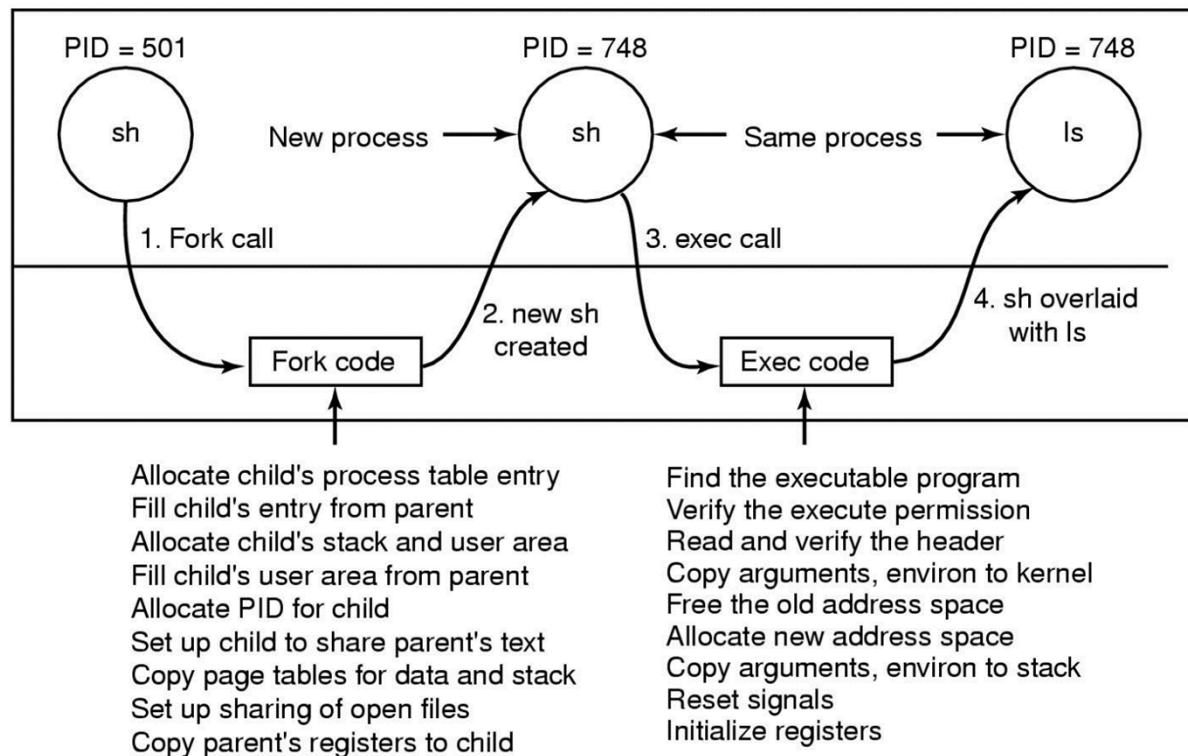 PID = 501
PID = 748
PID = 748
sh
New process
sh
Same process
ls
1. Fork call
3. exec call
2. new sh
created
4. sh overlaid
with ls
Fork code
Exec code
Allocate child's process table entry
Fill child's entry from parent
Allocate child's stack and user area
Fill child's user area from parent
Allocate PID for child
Set up child to share parent's text
Copy page tables for data and stack
Set up sharing of open files
Copy parent's registers to child
Find the executable program
Verify the execute permission
Read and verify the header
Copy arguments, environ to kernel
Free the old address space
Allocate new address space
Copy arguments, environ to stack
Reset signals
Initialize registers